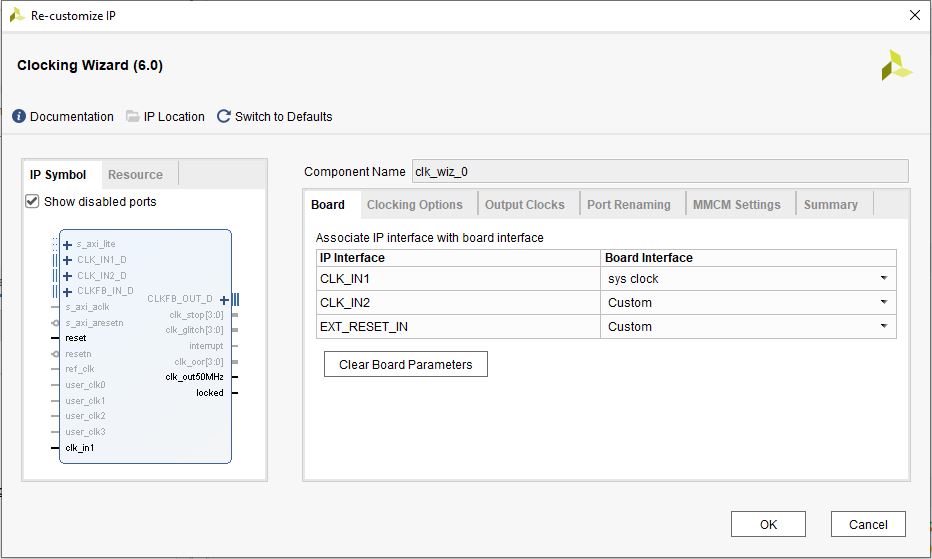 Re-customize IP
Clocking Wizard (6.0)
Documentation IP Location Switch to Defaults
IP Symbol Resource
Show disabled ports
s_axi_lite
CLK_IN1_D
CLK_IN2_D
CLKFB_IN_D
s_axi_aclk
s_axi_aresetn
reset
resetn
ref_clk
user_clk0
user_clk1
user_clk2
user_clk3
clk_in1
CLKFB_OUT_D
clk_stop[3:0]
clk_glitch[3:0]
interrupt
clk_oor[3:0]
clk_out50MHz
locked
Component Name clk_wiz_0
Board Clocking Options Output Clocks Port Renaming MMCM Settings Summary
Associate IP interface with board interface
IP Interface Board Interface
CLK_IN1 sys clock
CLK_IN2 Custom
EXT_RESET_IN Custom
Clear Board Parameters
OK Cancel